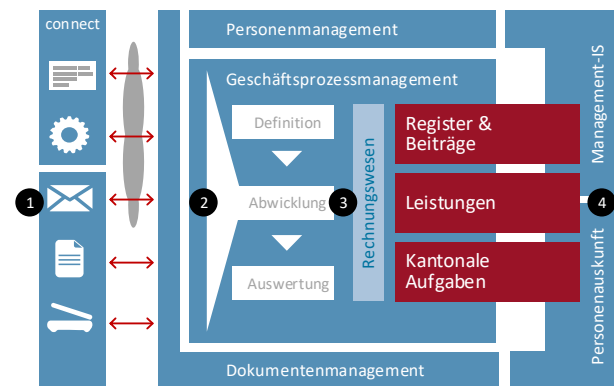 connect
Personenmanagement
Management-IS
Geschäftsprozessmanagement
Definition
Register &
Beiträge
1
2
Abwicklung
3
Rechnungswesen
Leistungen
4
Auswertung
Kantonale
Aufgaben
Personenauskunft
Dokumentenmanagement